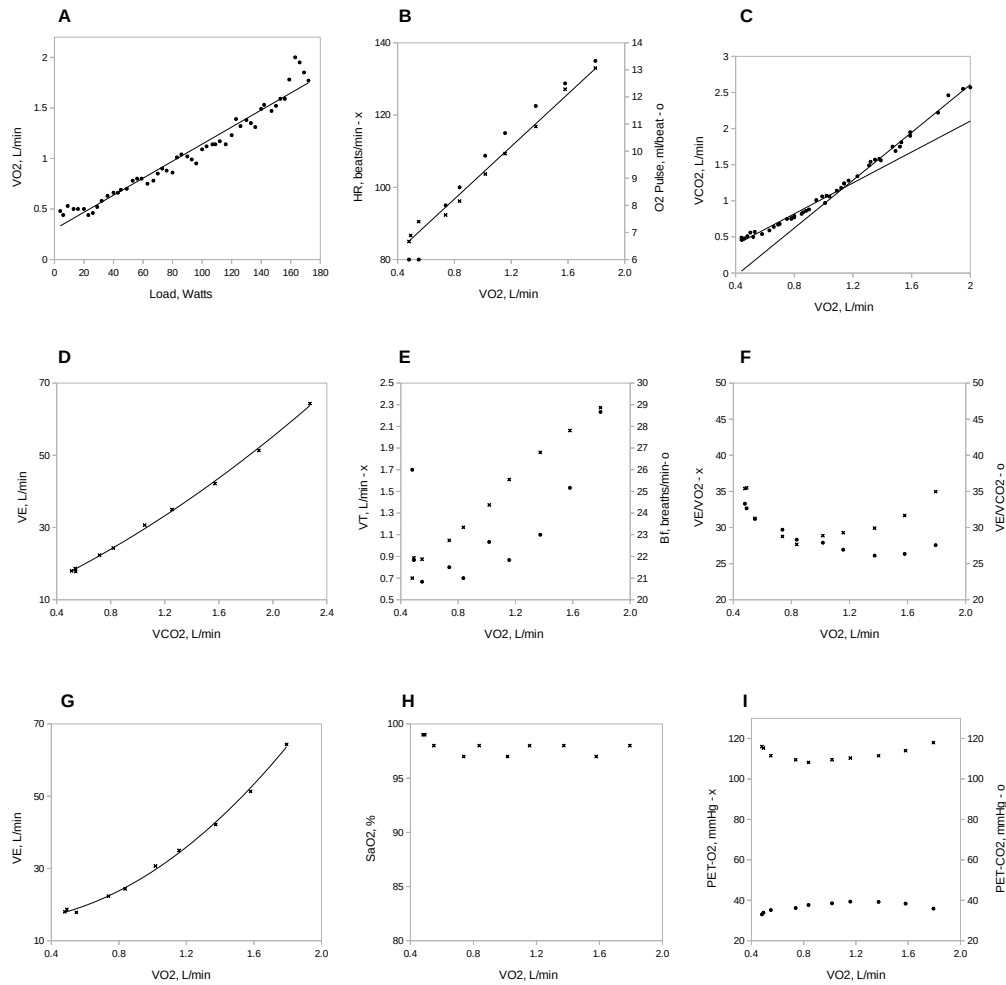 A
2
1.5
1
0.5
0
0 20 40 60 80 100 120 140 160 180
VO2, L/min
Load, Watts
B
140
120
100
80
14
13
12
11
10
9
8
7
6
0.4 0.8 1.2 1.6 2.0
HR, beats/min - x
O2 Pulse, ml/beat - o
VO2, L/min
C
3
2.5
2
1.5
1
0.5
0
0.4 0.8 1.2 1.6 2
VCO2, L/min
VO2, L/min
D
70
50
30
10
0.4 0.8 1.2 1.6 2.0 2.4
VE, L/min
VCO2, L/min
E
2.5
2.3
2.1
1.9
1.7
1.5
1.3
1.1
0.9
0.7
0.5
30
29
28
27
26
25
24
23
22
21
20
0.4 0.8 1.2 1.6 2.0
VT, L/min - x
Bf, breaths/min- o
VO2, L/min
F
50
45
40
35
30
25
20
50
45
40
35
30
25
20
0.4 0.8 1.2 1.6 2.0
VE/VO2 - x
VE/VCO2 - o
VO2, L/min
G
70
50
30
10
0.4 0.8 1.2 1.6 2.0
VE, L/min
VO2, L/min
H
100
95
90
85
80
0.4 0.8 1.2 1.6 2.0
SaO2, %
VO2, L/min
I
120
100
80
60
40
20
120
100
80
60
40
20
0.4 0.8 1.2 1.6 2.0
PET-O2, mmHg - x
PET-CO2, mmHg - o
VO2, L/min